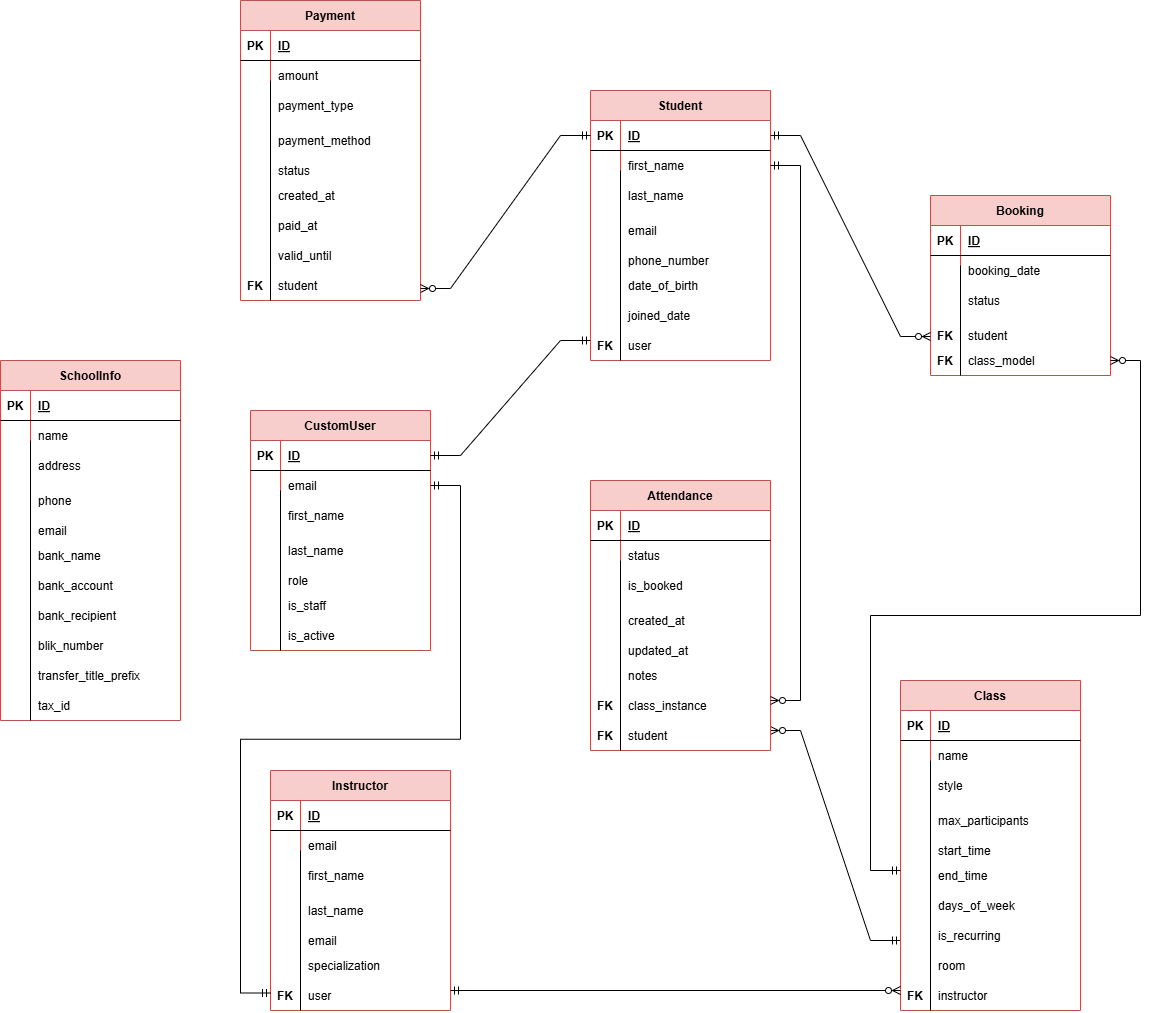 Payment
PK ID
amount
payment_type
payment_method
status
created_at
paid_at
valid_until
FK student
Student
PK ID
first_name
last_name
email
phone_number
date_of_birth
joined_date
FK user
Booking
PK ID
booking_date
status
FK student
FK class_model
SchoolInfo
PK ID
name
address
phone
email
bank_name
bank_account
bank_recipient
blik_number
transfer_title_prefix
tax_id
CustomUser
PK ID
email
first_name
last_name
role
is_staff
is_active
Attendance
PK ID
status
is_booked
created_at
updated_at
notes
FK class_instance
FK student
Class
PK ID
name
style
max_participants
start_time
end_time
days_of_week
is_recurring
room
FK instructor
Instructor
PK ID
email
first_name
last_name
email
specialization
FK user